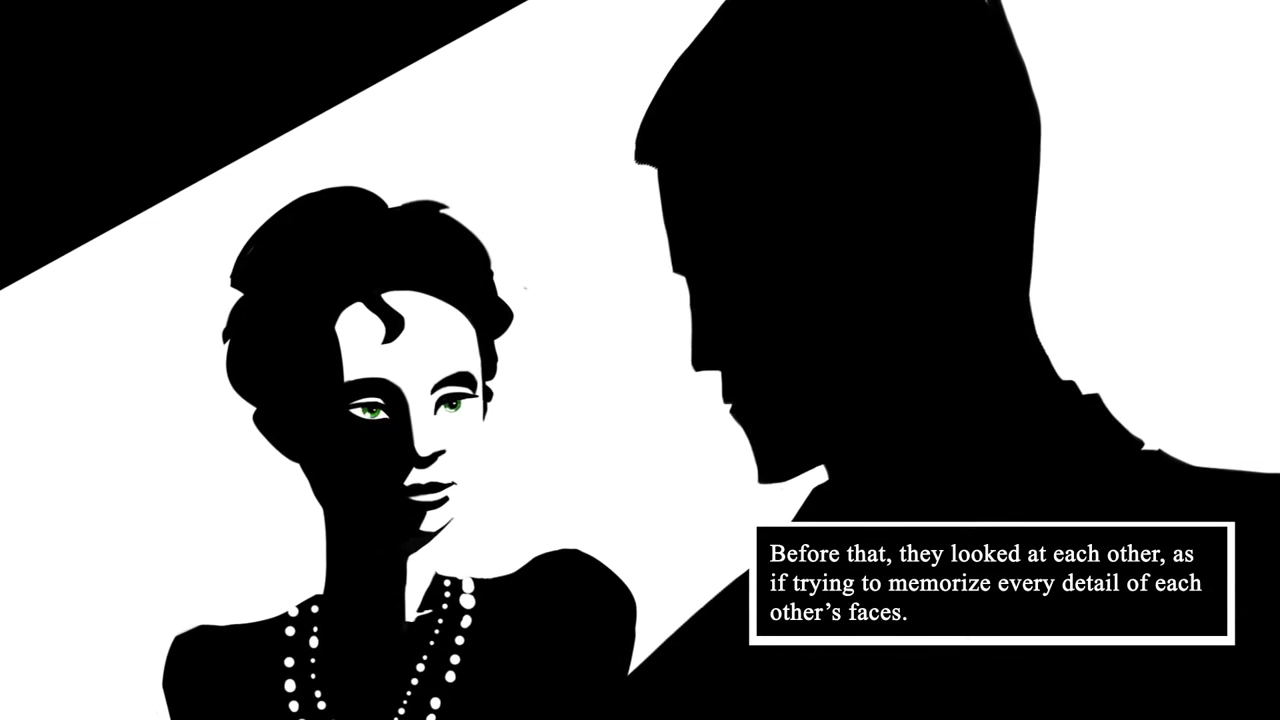 Before that, they looked at each other, as
if trying to memorize every detail of each
other’s faces.